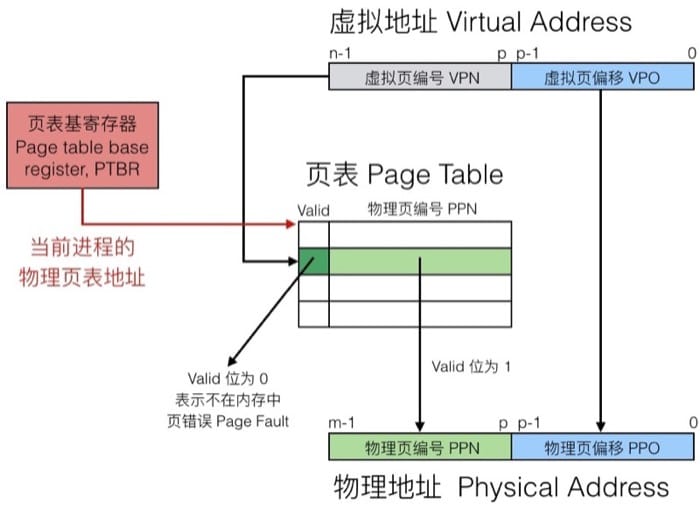 虚拟地址 Virtual Address
n-1 p p-1 0
虚拟页编号 VPN 虚拟页偏移 VPO
页表基寄存器
Page table base
register, PTBR
页表 Page Table
Valid 物理页编号 PPN
当前进程的
物理页表地址
Valid 位为 0
表示不在内存中
页错误 Page Fault
Valid 位为 1
m-1 p p-1 0
物理页编号 PPN 物理页偏移 PPO
物理地址 Physical Address